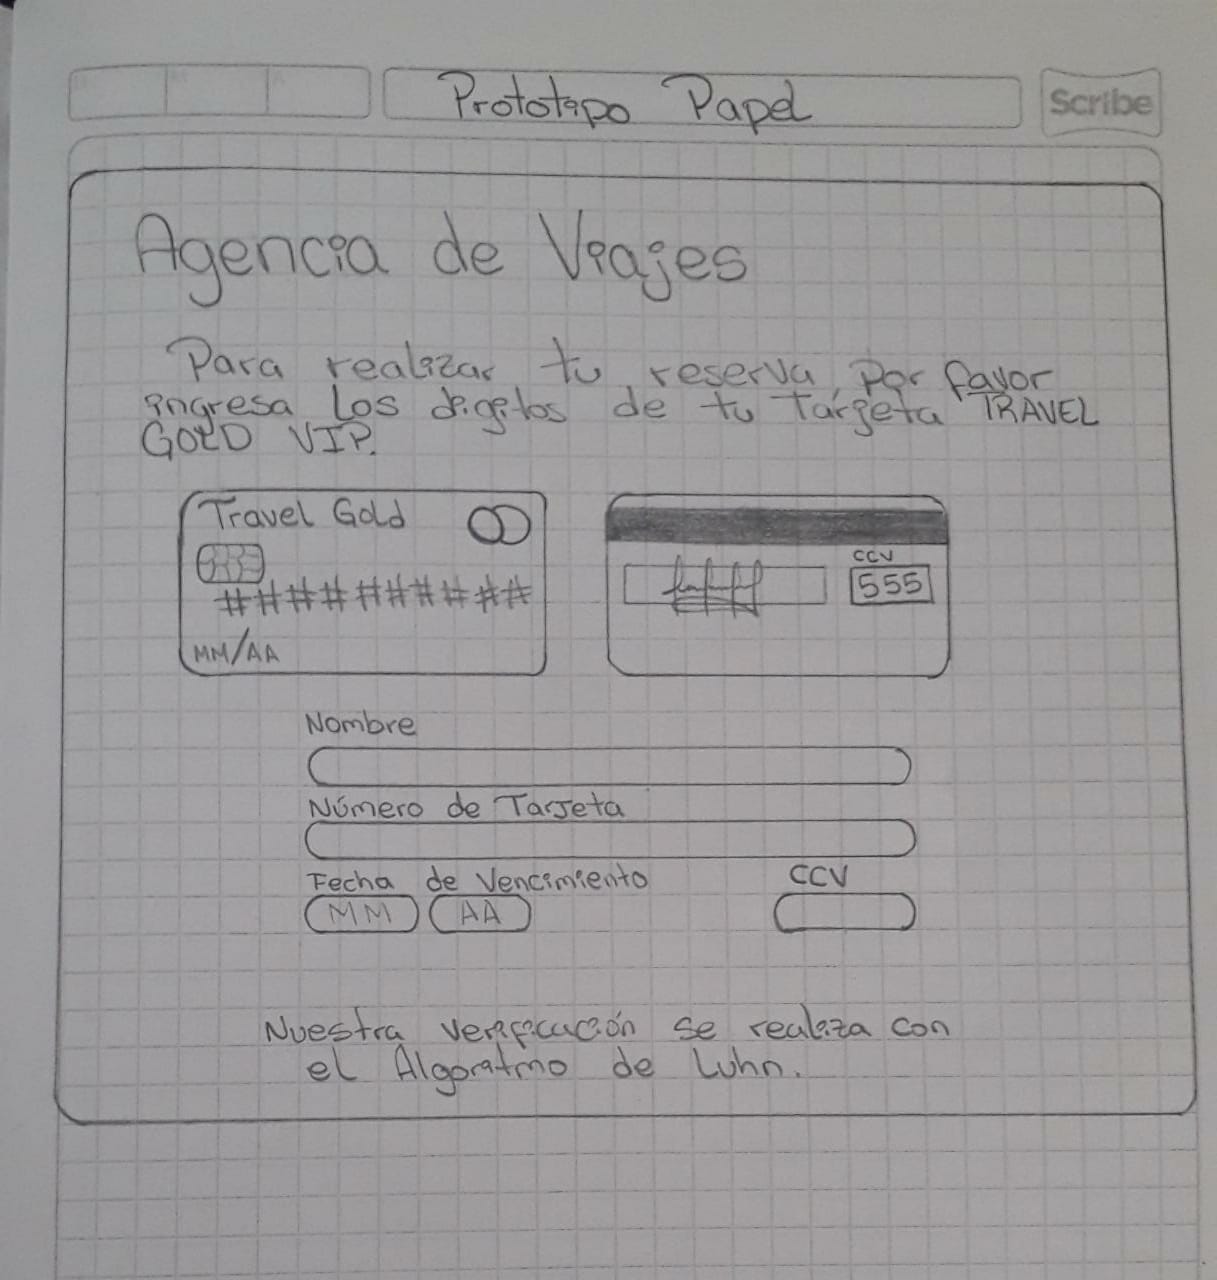 Prototipo Papel
Scribe
Agencia de Viajes
Para realizar tu reserva, por favor
ingresa los digitos de tu tarjeta TRAVEL
GOLD VIP.
Travel Gold
##########
MM/AA
CCV
555
Nombre
Número de Tarjeta
Fecha de Vencimiento CCV
MM AA
Nuestra verificación se realiza con
el Algoritmo de Luhn.